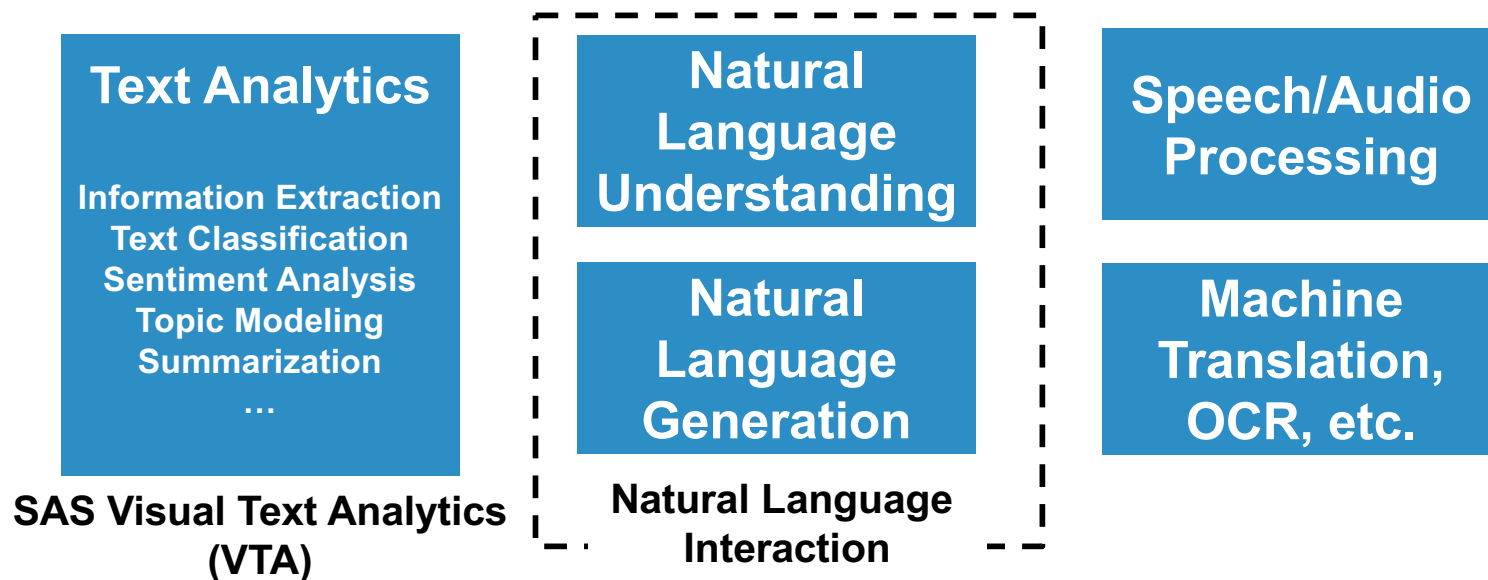 Text Analytics
Information Extraction
Text Classification
Sentiment Analysis
Topic Modeling
Summarization
…
SAS Visual Text Analytics
(VTA)
Natural
Language
Understanding
Natural
Language
Generation
Natural Language
Interaction
Speech/Audio
Processing
Machine
Translation,
OCR, etc.